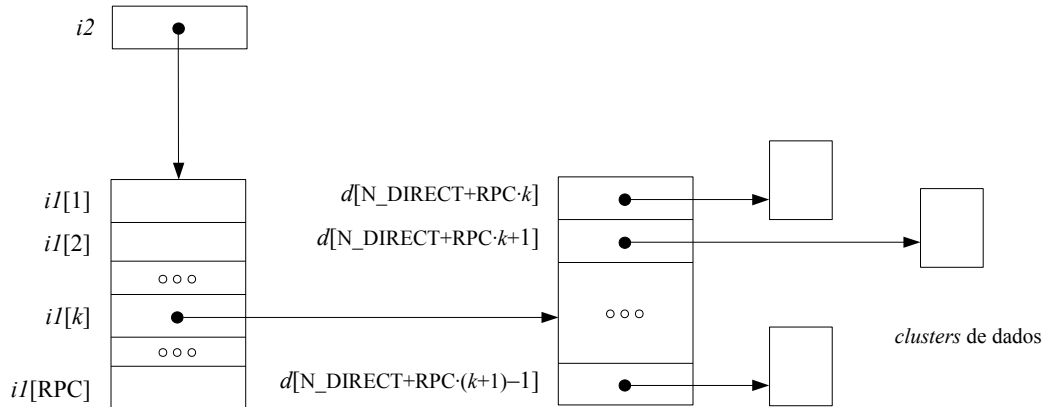 i2
i1[1]
i1[2]
i1[k]
i1[RPC]
d[N_DIRECT+RPC·k]
d[N_DIRECT+RPC·k+1]
d[N_DIRECT+RPC·(k+1)–1]
clusters de dados